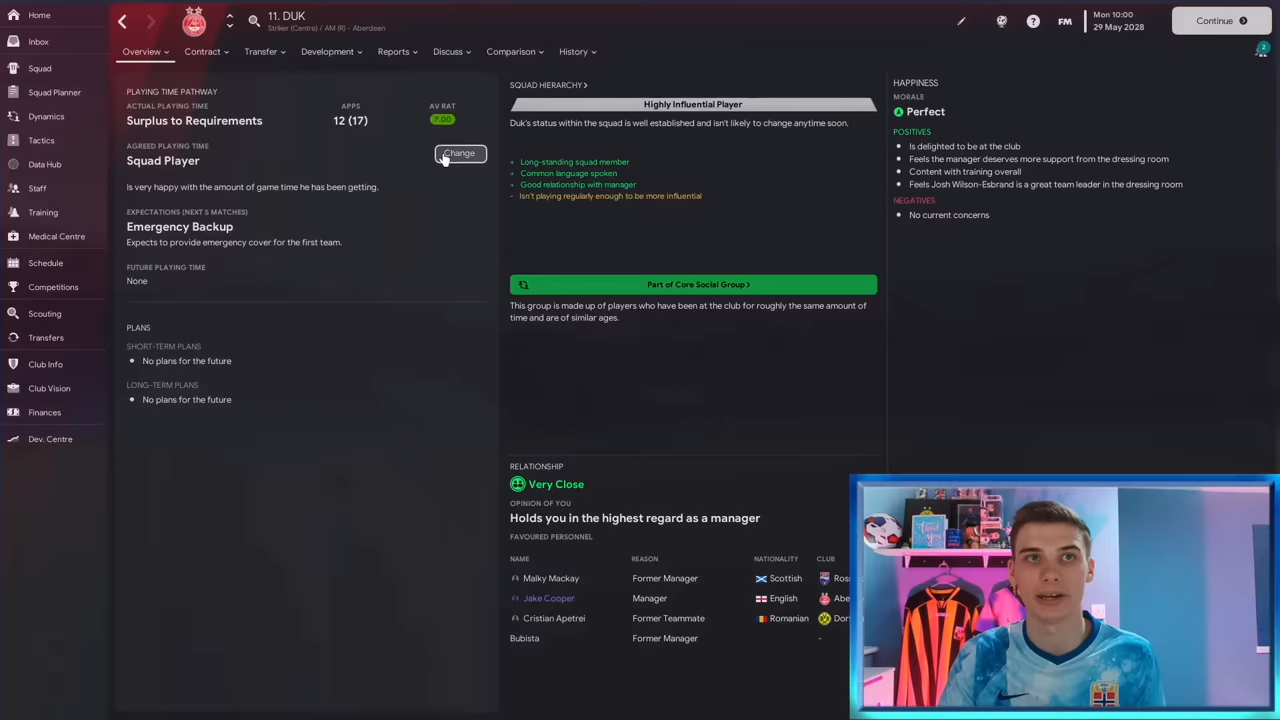 Home
Inbox
Squad
Squad Planner
Dynamics
Tactics
Data Hub
Staff
Training
Medical Centre
Schedule
Competitions
Scouting
Transfers
Club Info
Club Vision
Finances
Dev. Centre
11. DUK
Striker (Centre) / AM (R) - Aberdeen
FM
Mon 10:00
29 May 2028
Continue
2
Overview
Contract
Transfer
Development
Reports
Discuss
Comparison
History
PLAYING TIME PATHWAY
ACTUAL PLAYING TIME APPS AV RAT
Surplus to Requirements 12 (17) 7.00
AGREED PLAYING TIME
Squad Player
Change
Is very happy with the amount of game time he has been getting.
EXPECTATIONS (NEXT 5 MATCHES)
Emergency Backup
Expects to provide emergency cover for the first team.
FUTURE PLAYING TIME
None
PLANS
SHORT-TERM PLANS
No plans for the future
LONG-TERM PLANS
No plans for the future
SQUAD HIERARCHY >
Highly Influential Player
Duk's status within the squad is well established and isn't likely to change anytime soon.
+ Long-standing squad member
+ Common language spoken
+ Good relationship with manager
- Isn't playing regularly enough to be more influential
Part of Core Social Group >
This group is made up of players who have been at the club for roughly the same amount of
time and are of similar ages.
RELATIONSHIP
Very Close
OPINION OF YOU
Holds you in the highest regard as a manager
FAVOURED PERSONNEL
NAME REASON NATIONALITY CLUB
Malky Mackay Former Manager Scottish Ros
Jake Cooper Manager English Abe
Cristian Apetrei Former Teammate Romanian Dor
Bubista Former Manager -
HAPPINESS
MORALE
Perfect
POSITIVES
Is delighted to be at the club
Feels the manager deserves more support from the dressing room
Content with training overall
Feels Josh Wilson-Esbrand is a great team leader in the dressing room
NEGATIVES
No current concerns